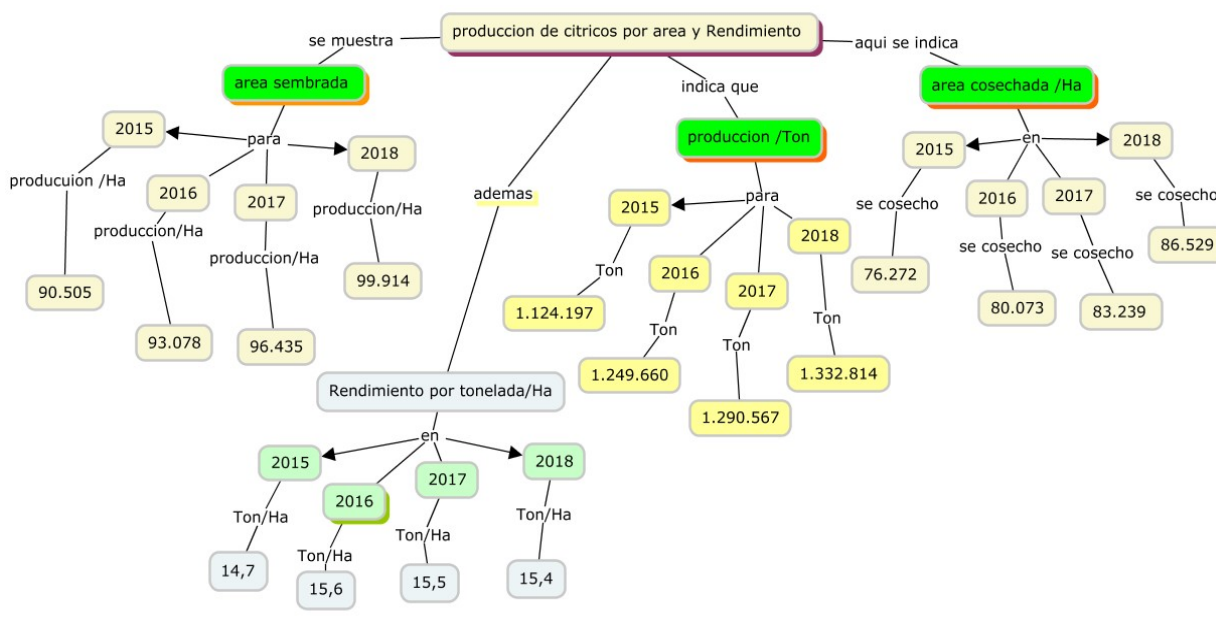 produccion de citricos por area y Rendimiento
se muestra
area sembrada
para
2015
producuion /Ha
90.505
2016
produccion/Ha
93.078
2017
produccion/Ha
96.435
2018
produccion/Ha
99.914
ademas
Rendimiento por tonelada/Ha
en
2015
Ton/Ha
14,7
2016
Ton/Ha
15,6
2017
Ton/Ha
15,5
2018
Ton/Ha
15,4
indica que
produccion /Ton
para
2015
Ton
1.124.197
2016
Ton
1.249.660
2017
Ton
1.290.567
2018
Ton
1.332.814
aqui se indica
area cosechada /Ha
en
2015
se cosecho
76.272
2016
se cosecho
80.073
2017
se cosecho
83.239
2018
se cosecho
86.529